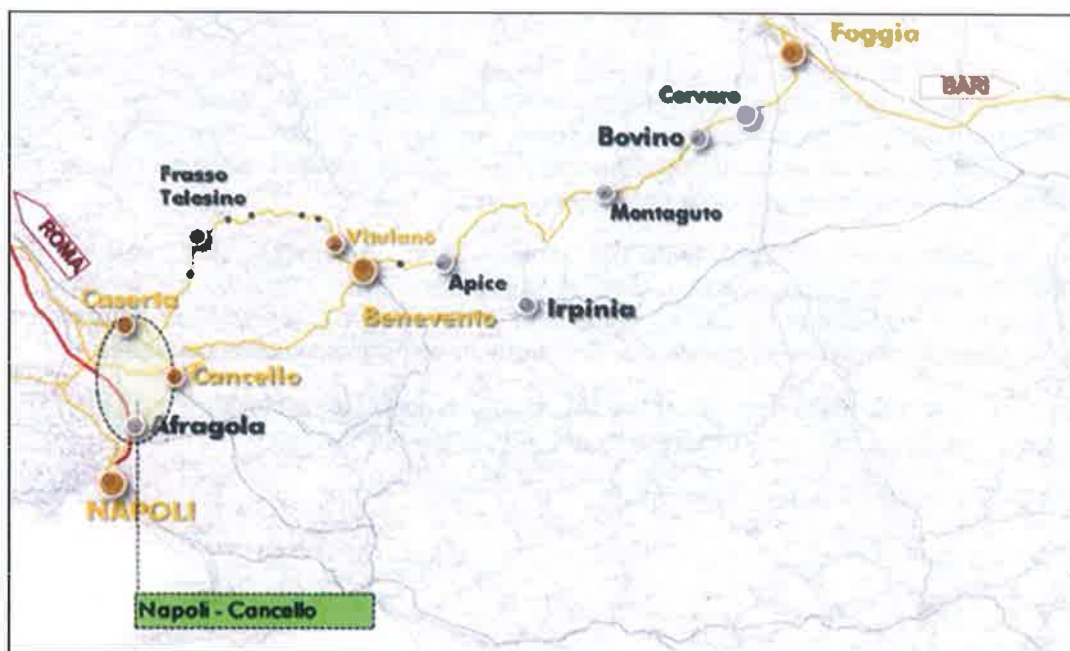 Foggia
BARI
Cervaro
Bovino
Frasso
Telesino
Montaguto
ROMA
Vitulano
Apice
Caserta
Irpinia
Benevento
Cancello
Afragola
NAPOLI
Napoli - Cancello